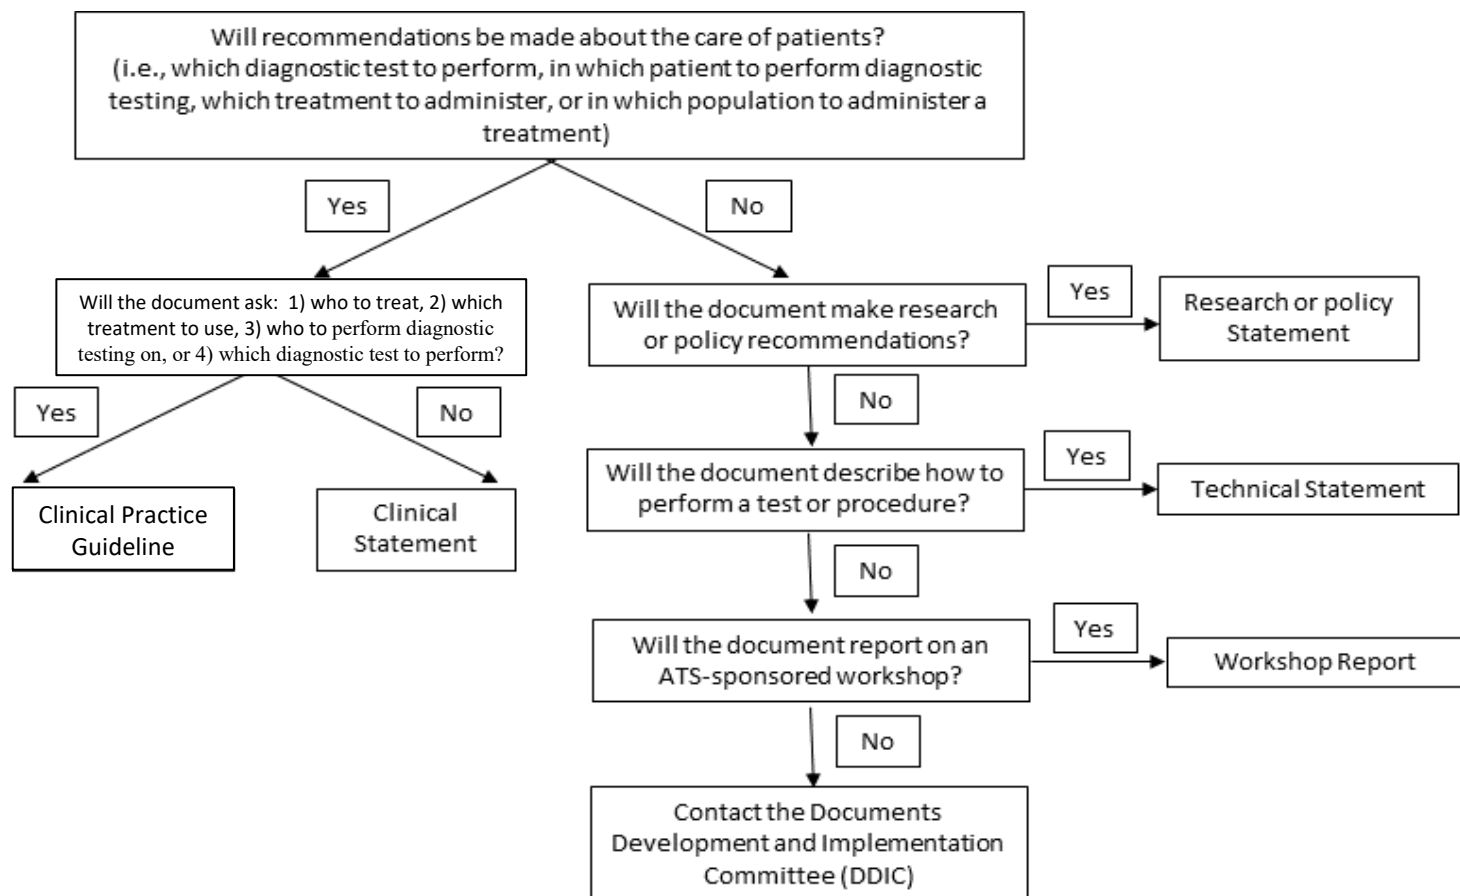 Will recommendations be made about the care of patients?
(i.e., which diagnostic test to perform, in which patient to perform diagnostic
testing, which treatment to administer, or in which population to administer a
treatment)
Yes
No
Will the document ask: 1) who to treat, 2) which
treatment to use, 3) who to perform diagnostic
testing on, or 4) which diagnostic test to perform?
Will the document make research
or policy recommendations?
Yes
Research or policy
Statement
Yes
No
No
Clinical Practice
Guideline
Clinical
Statement
Will the document describe how to
perform a test or procedure?
Yes
Technical Statement
No
Will the document report on an
ATS-sponsored workshop?
Yes
Workshop Report
No
Contact the Documents
Development and Implementation
Committee (DDIC)